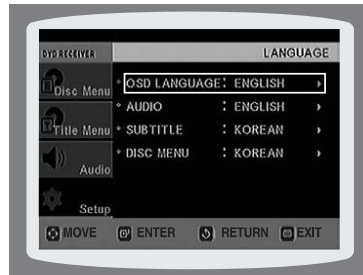 DVD RECEIVER LANGUAGE
Disc Menu
OSD LANGUAGE : ENGLISH
AUDIO : ENGLISH
Title Menu
SUBTITLE : KOREAN
DISC MENU : KOREAN
Audio
Setup
MOVE ENTER RETURN EXIT